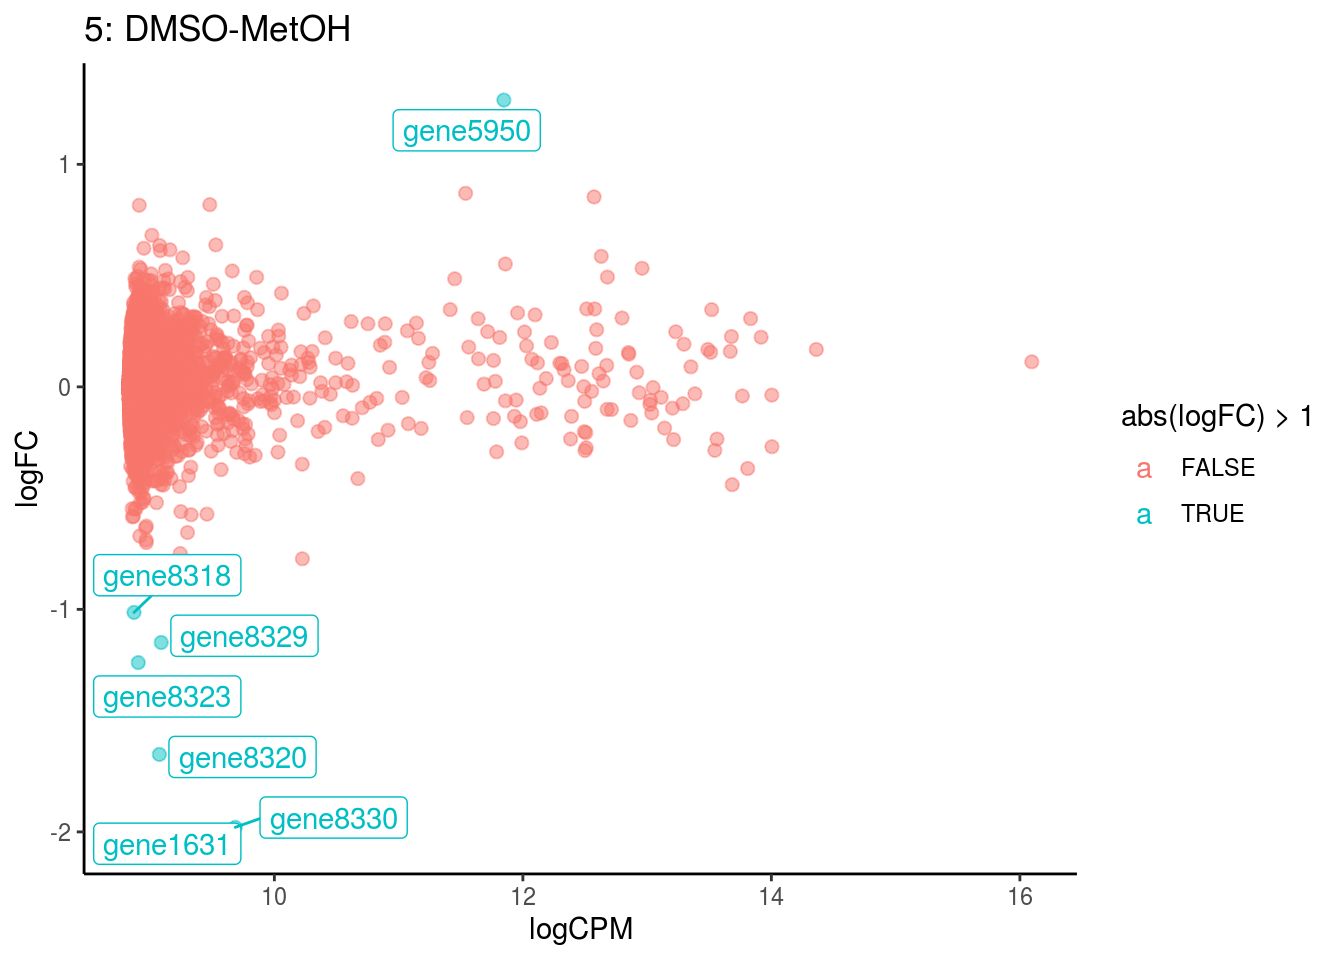 5: DMSO-MetOH
gene5950
1
0
-1
-2
logFC
gene8318
gene8329
gene8323
gene8320
gene8330
gene1631
10
12
14
16
logCPM
abs(logFC) > 1
a FALSE
a TRUE